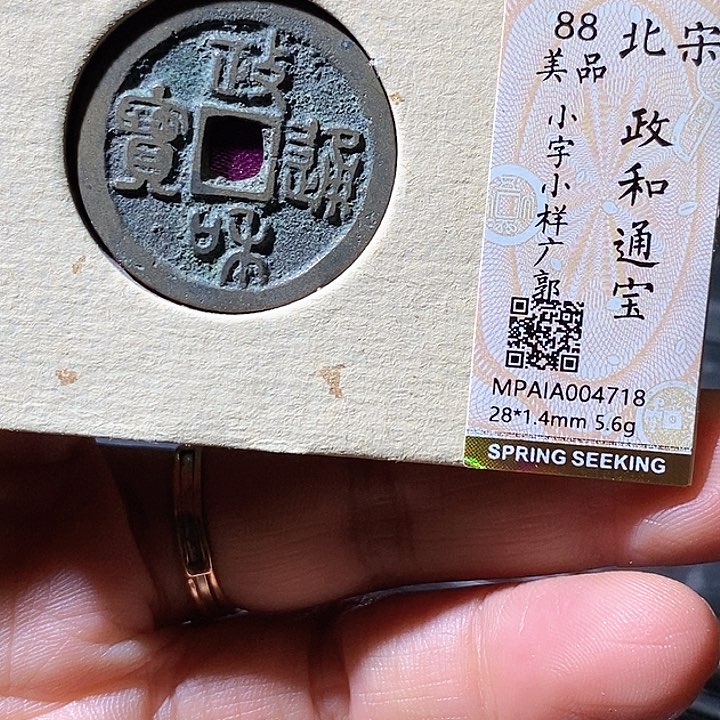 政
和
通
寳
88
美品
北宋
政和通宝
小字小样广郭
MPAIA004718
28*1.4mm 5.6g
SPRING SEEKING